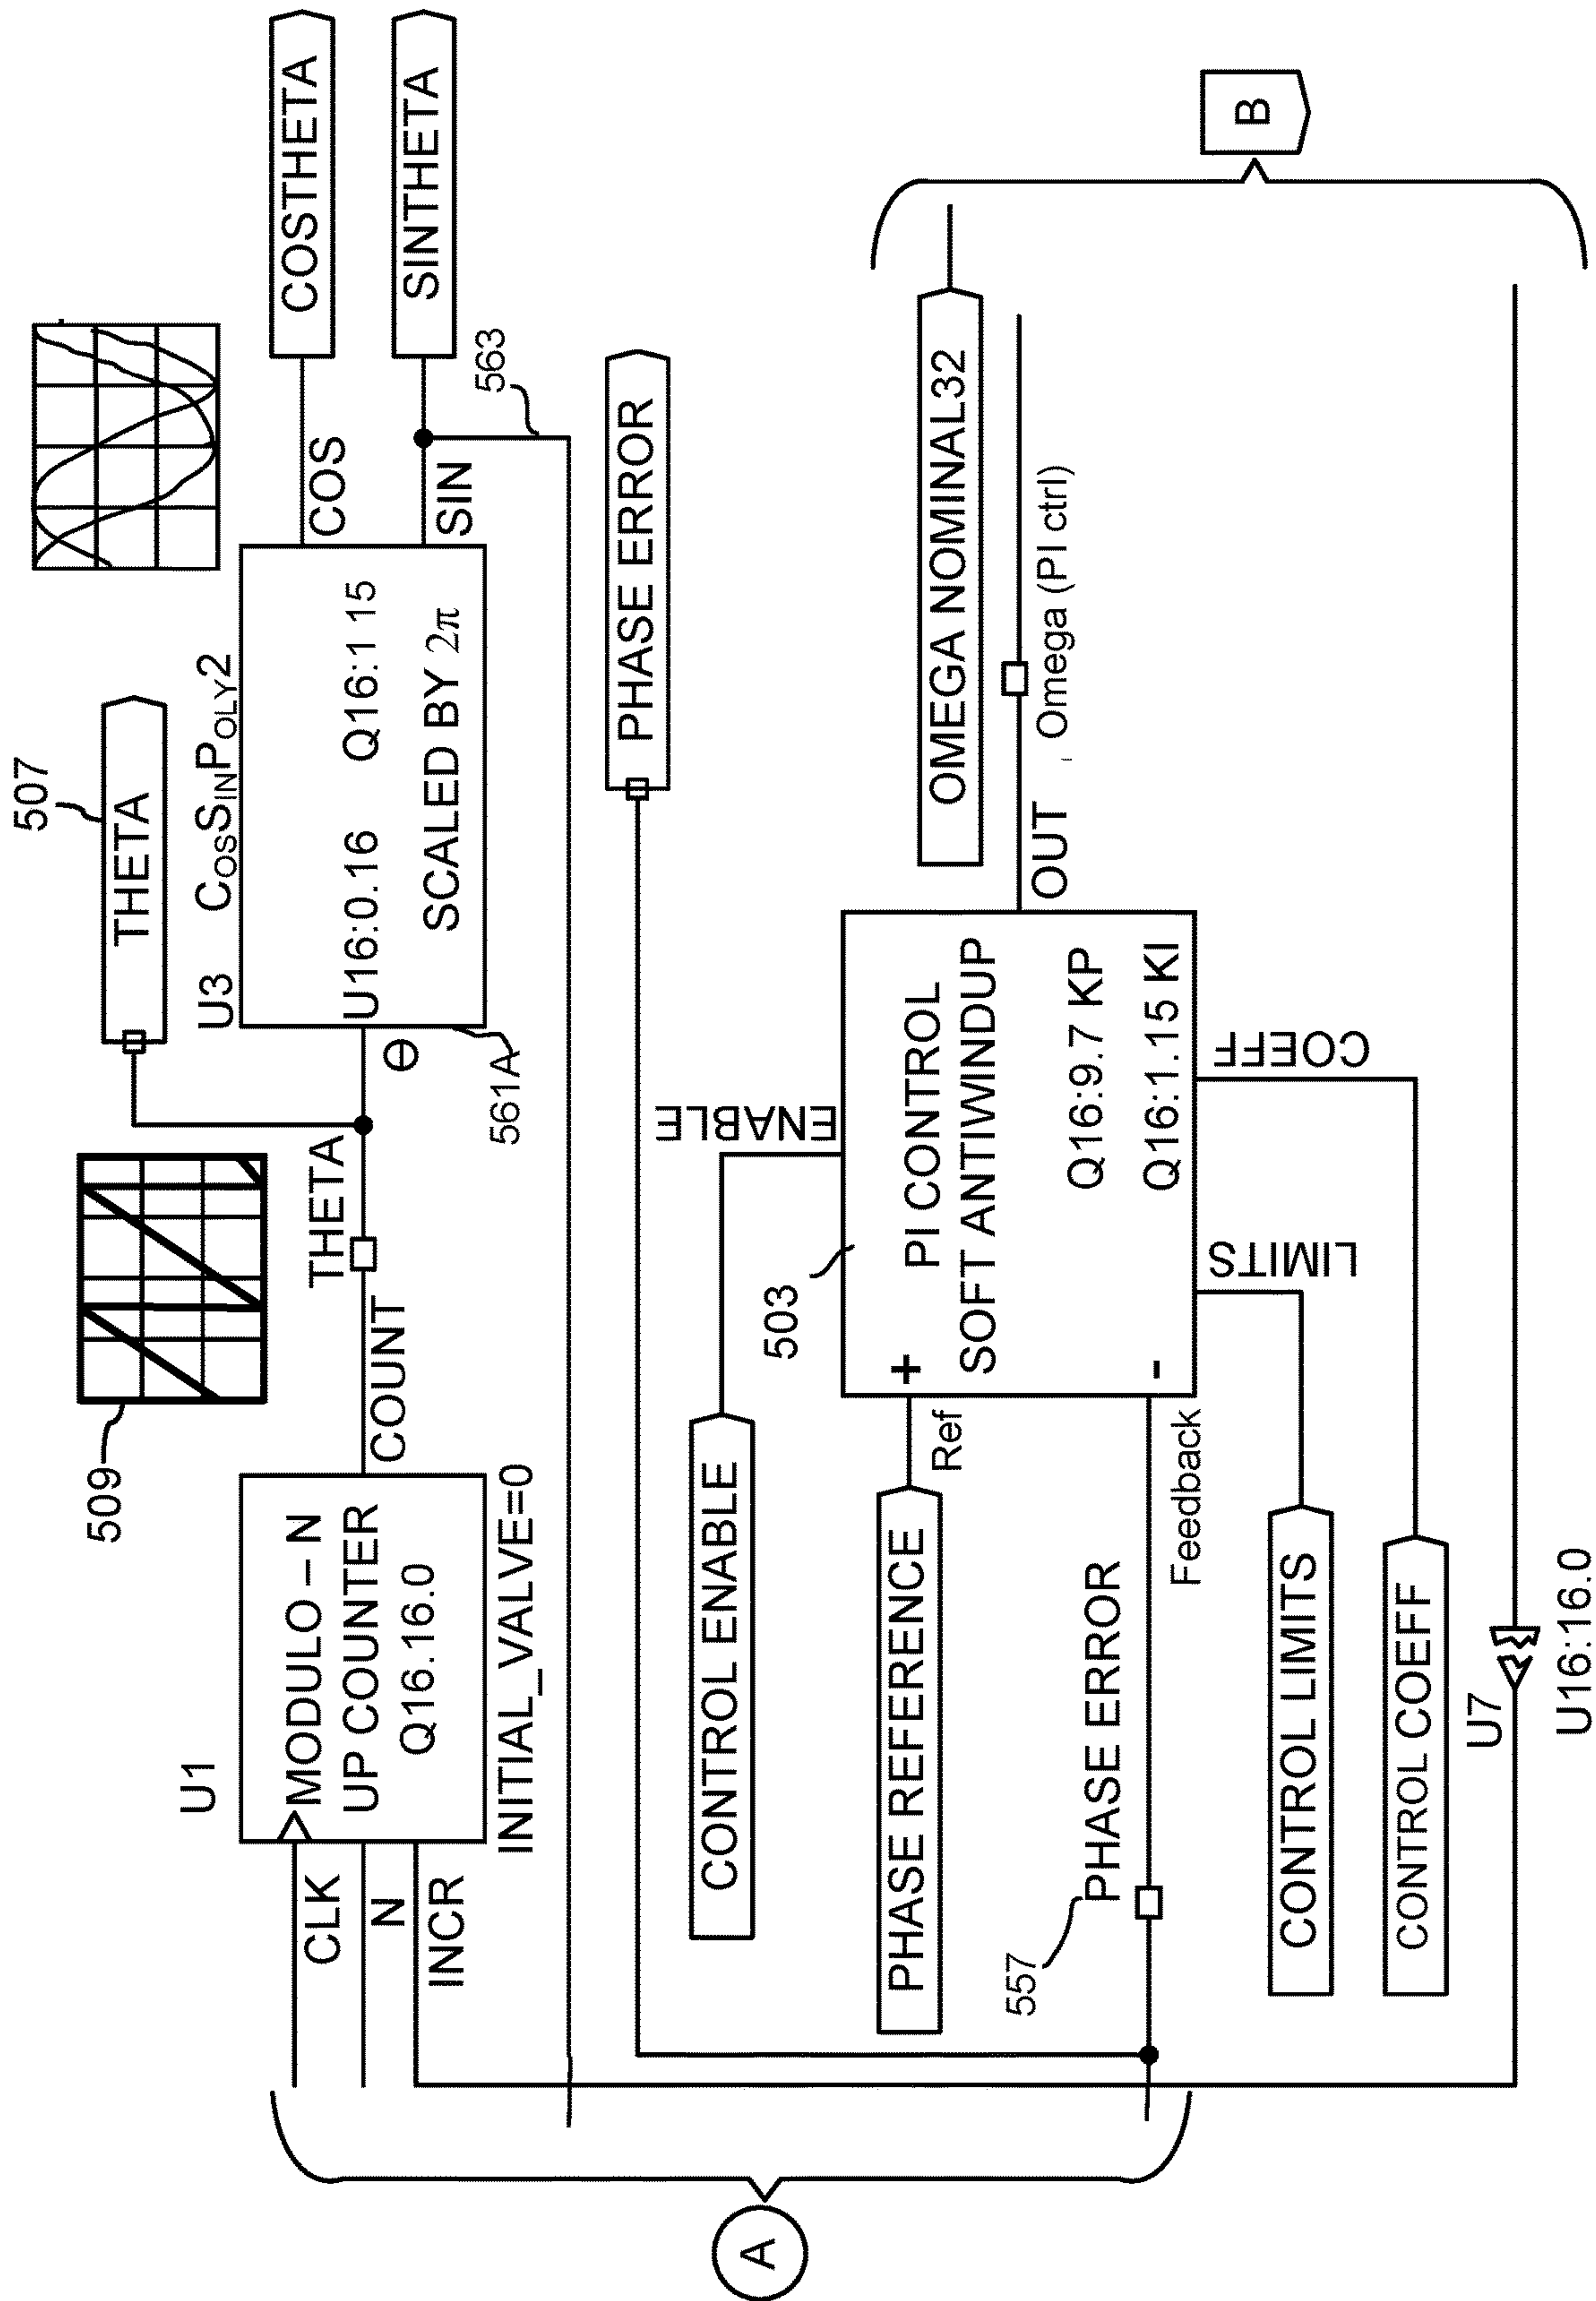 507
THETA
509
THETA
COUNT
U1
MODULO – N
UP COUNTER
Q16.16.0
INITIAL_VALVE=0
CLK
N
INCR
U3 COSSINPOLY2
U16:0.16 Q16:1 15
SCALED BY 2π
Θ
561A
COS
SIN
COSTHETA
SINTHETA
563
PHASE ERROR
CONTROL ENABLE
ENABLE
503
PI CONTROL
SOFT ANTIWINDUP
Q16:9.7 KP
Q16:1.15 KI
+
-
PHASE REFERENCE
Ref
557
PHASE ERROR
Feedback
CONTROL LIMITS
LIMITS
CONTROL COEFF
COEFF
OUT
OMEGA NOMINAL32
Omega (PI ctrl)
U7
U16:16.0
A
B